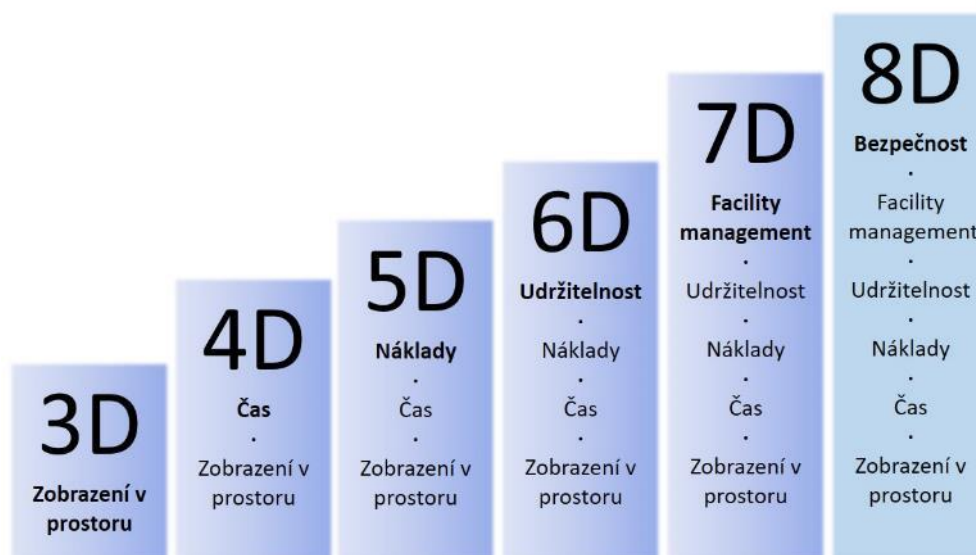 3D
Zobrazení v
prostoru
4D
Čas
·
Zobrazení v
prostoru
5D
Náklady
·
Čas
·
Zobrazení v
prostoru
6D
Udržitelnost
·
Náklady
·
Čas
·
Zobrazení v
prostoru
7D
Facility
management
·
Udržitelnost
·
Náklady
·
Čas
·
Zobrazení v
prostoru
8D
Bezpečnost
·
Facility
management
·
Udržitelnost
·
Náklady
·
Čas
·
Zobrazení v
prostoru